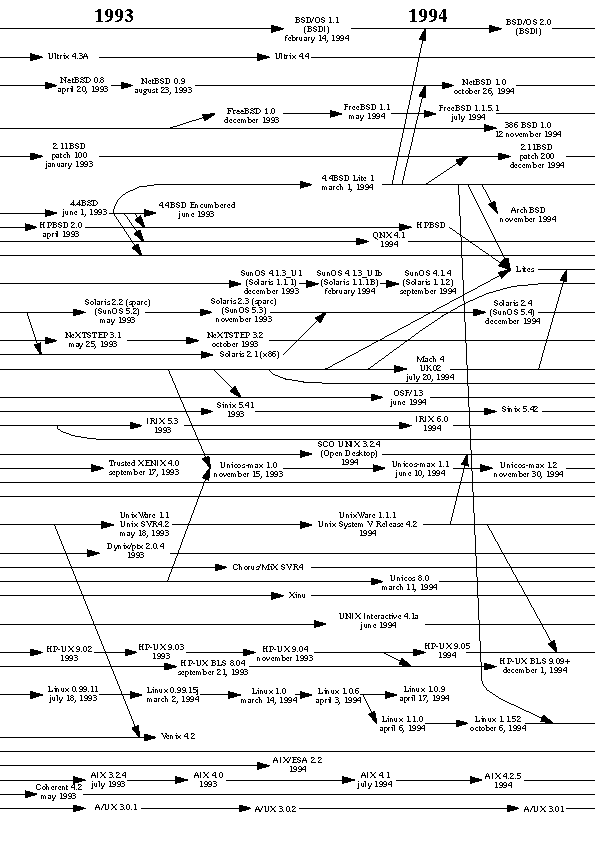 1993
1994
BSD/OS 1.1
(BSDI)
february 14, 1994
BSD/OS 2.0
(BSDI)
Ultrix 4.3A
Ultrix 4.4
NetBSD 0.8
april 20, 1993
NetBSD 0.9
august 23, 1993
NetBSD 1.0
october 26, 1994
FreeBSD 1.0
december 1993
FreeBSD 1.1
may 1994
FreeBSD 1.1.5.1
july 1994
386 BSD 1.0
12 november 1994
2.11BSD
patch 100
january 1993
2.11BSD
patch 200
december 1994
4.4BSD Lite 1
march 1, 1994
4.4BSD
june 1, 1993
4.4BSD Encumbered
june 1993
ArchBSD
november 1994
HPBSD 2.0
april 1993
HPBSD
QNX 4.1
1994
Lites
SunOS 4.1.3_U1
(Solaris 1.1.1)
december 1993
SunOS 4.1.3_U1b
(Solaris 1.1.1B)
february 1994
SunOS 4.1.4
(Solaris 1.1.2)
september 1994
Solaris 2.2 (sparc)
(SunOS 5.2)
may 1993
Solaris 2.3 (sparc)
(SunOS 5.3)
november 1993
Solaris 2.4
(SunOS 5.4)
december 1994
NeXTSTEP 3.1
may 25, 1993
NeXTSTEP 3.2
october 1993
Solaris 2.1 (x86)
Mach 4
UK02
july 20, 1994
OSF/1.3
june 1994
Sinix 5.41
1993
Sinix 5.42
IRIX 5.3
1993
IRIX 6.0
1994
SCO UNIX 3.2.4
(Open Desktop)
1994
Trusted XENIX 4.0
september 17, 1993
Unicos-max 1.0
november 15, 1993
Unicos-max 1.1
june 10, 1994
Unicos-max 1.2
november 30, 1994
UnixWare 1.1
Unix SVR4.2
may 18, 1993
UnixWare 1.1.1
Unix System V Release 4.2
1994
Dynix/ptx 2.0.4
1993
Chorus/MiX SVR4
Unicos 8.0
march 11, 1994
Xinu
UNIX Interactive 4.1a
june 1994
HP-UX 9.02
1993
HP-UX 9.03
1993
HP-UX 9.04
november 1993
HP-UX 9.05
1994
HP-UX BLS 8.04
september 21, 1993
HP-UX BLS 9.09+
december 1, 1994
Linux 0.99.11
july 18, 1993
Linux 0.99.15j
march 2, 1994
Linux 1.0
march 14, 1994
Linux 1.0.6
april 3, 1994
Linux 1.0.9
april 17, 1994
Linux 1.1.0
april 6, 1994
Linux 1.1.52
october 6, 1994
Venix 4.2
AIX/ESA 2.2
1994
AIX 3.2.4
july 1993
AIX 4.0
1993
AIX 4.1
july 1994
AIX 4.2.5
1994
Coherent 4.2
may 1993
A/UX 3.0.1
A/UX 3.0.2
A/UX 3.0.1